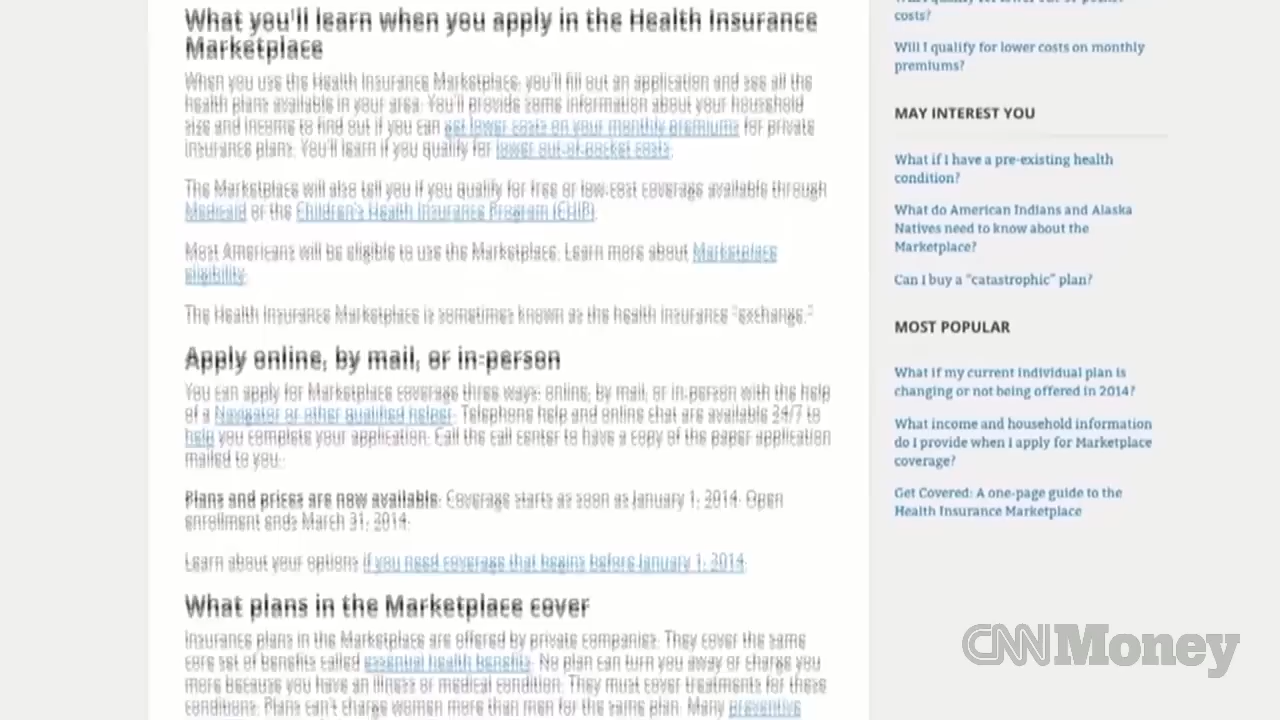 What you'll learn when you apply in the Health Insurance
Marketplace
When you use the Health Insurance Marketplace, you'll fill out an application and see all the
health plans available in your area. You'll provide some information about your household
size and income to find out if you can get lower costs on your monthly premiums for private
insurance plans. You'll learn if you qualify for lower out-of-pocket costs.
The Marketplace will also tell you if you qualify for free or low-cost coverage available through
Medicaid or the Children's Health Insurance Program (CHIP).
Most Americans will be eligible to use the Marketplace. Learn more about Marketplace
eligibility.
The Health Insurance Marketplace is sometimes known as the health insurance "exchange."
Apply online, by mail, or in-person
You can apply for Marketplace coverage three ways: online, by mail, or in-person with the help
of a Navigator or other qualified helper. Telephone help and online chat are available 24/7 to
help you complete your application. Call the call center to have a copy of the paper application
mailed to you.
Plans and prices are now available. Coverage starts as soon as January 1, 2014. Open
enrollment ends March 31, 2014.
Learn about your options if you need coverage that begins before January 1, 2014.
What plans in the Marketplace cover
Insurance plans in the Marketplace are offered by private companies. They cover the same
core set of benefits called essential health benefits. No plan can turn you away or charge you
more because you have an illness or medical condition. They must cover treatments for these
conditions. Plans can't charge women more than men for the same plan. Many preventive
costs?
Will I qualify for lower costs on monthly
premiums?
MAY INTEREST YOU
What if I have a pre-existing health
condition?
What do American Indians and Alaska
Natives need to know about the
Marketplace?
Can I buy a "catastrophic" plan?
MOST POPULAR
What if my current individual plan is
changing or not being offered in 2014?
What income and household information
do I provide when I apply for Marketplace
coverage?
Get Covered: A one-page guide to the
Health Insurance Marketplace
CNNMoney